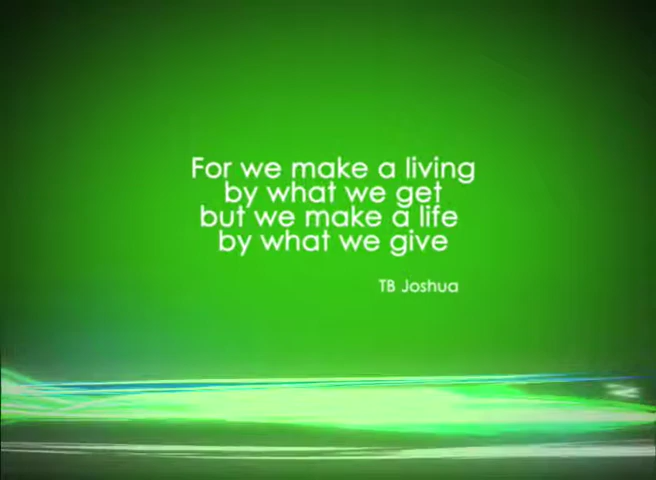 For we make a living
by what we get
but we make a life
by what we give
TB Joshua